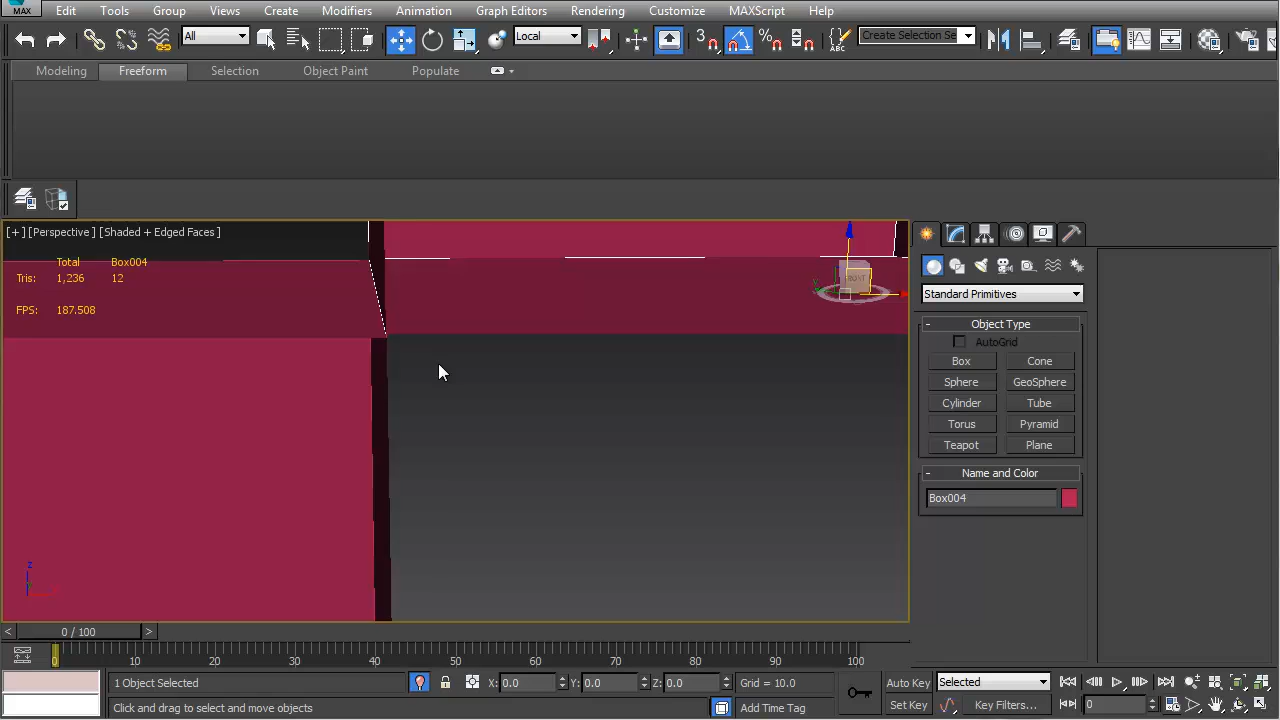 MAX Edit Tools Group Views Create Modifiers Animation Graph Editors Rendering Customize MAXScript Help
All Local 3 % ABC Create Selection Se
Modeling Freeform Selection Object Paint Populate
[+] [Perspective] [Shaded + Edged Faces]
Total Box004
Tris: 1,236 12
FPS: 187.508
FRONT
Standard Primitives
- Object Type
AutoGrid
Box Cone
Sphere GeoSphere
Cylinder Tube
Torus Pyramid
Teapot Plane
- Name and Color
Box004
z
< 0 / 100 >
0 10 20 30 40 50 60 70 80 90 100
1 Object Selected X: 0.0 Y: 0.0 Z: 0.0 Grid = 10.0 Auto Key Selected
Click and drag to select and move objects Add Time Tag Set Key Key Filters... 0